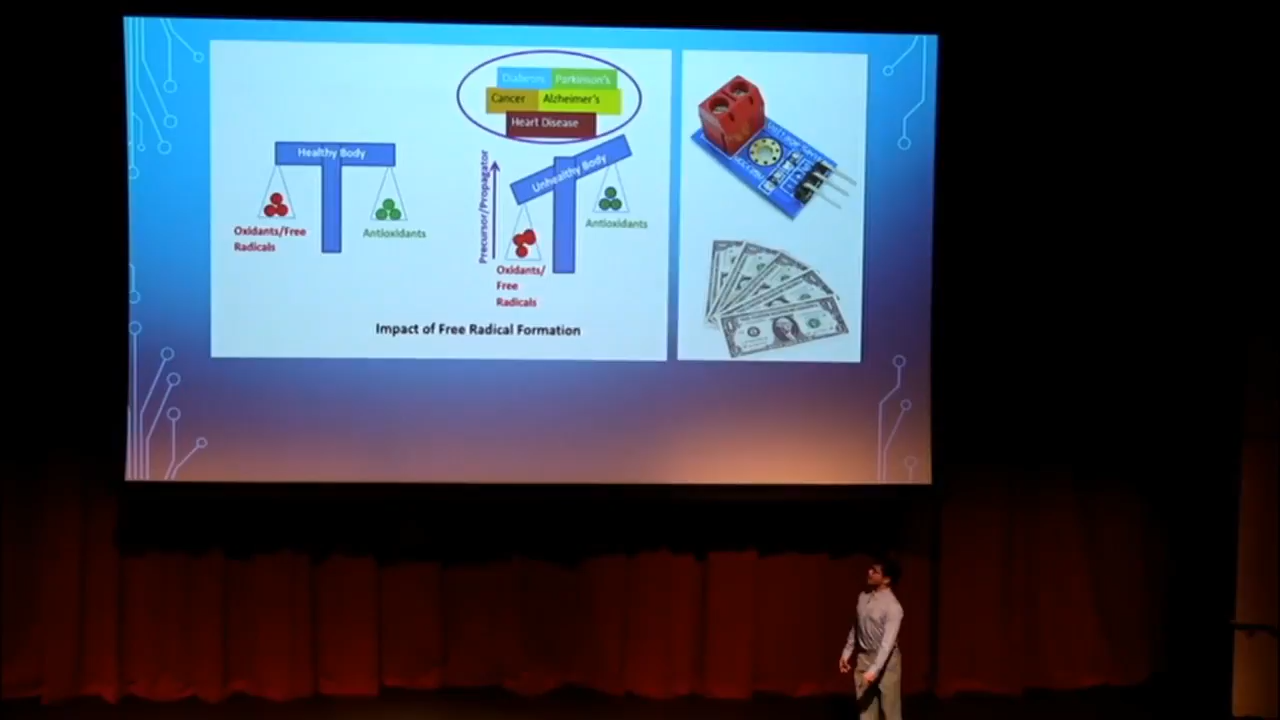 Diabetes Parkinson's
Cancer Alzheimer's
Heart Disease
Healthy Body
Oxidants/Free
Radicals
Antioxidants
Precursor/Propagator
Unhealthy Body
Antioxidants
Oxidants/
Free
Radicals
Impact of Free Radical Formation